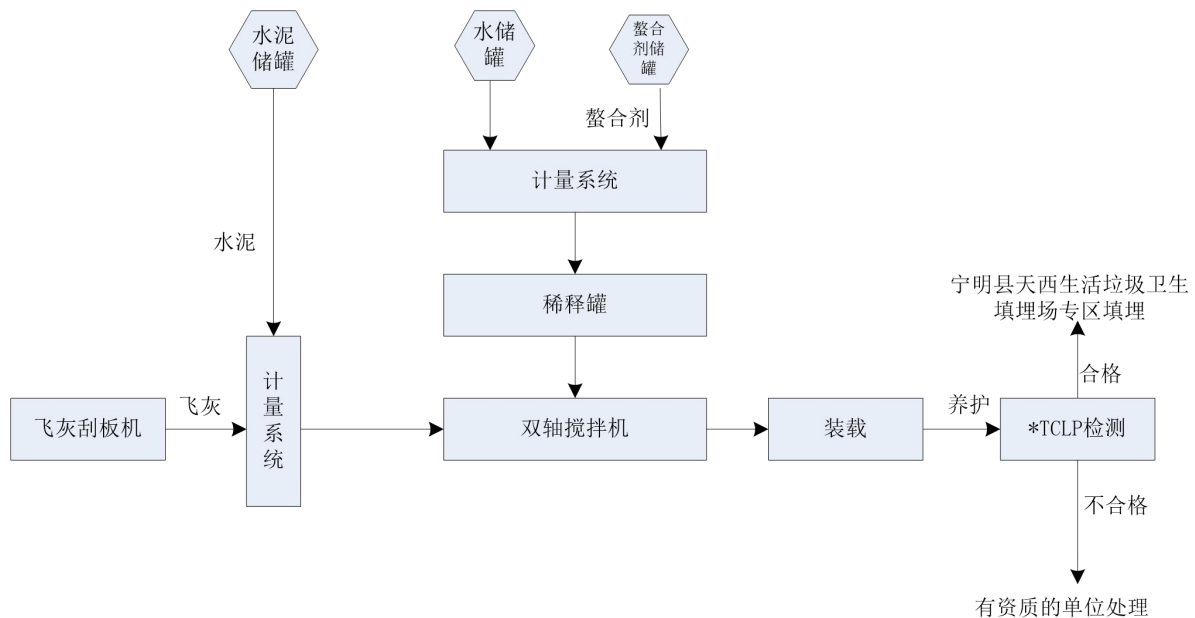 水泥
储罐
水储
罐
螯合
剂储
罐
螯合剂
计量系统
水泥
稀释罐
宁明县天西生活垃圾卫生
填埋场专区填埋
合格
计
量
系
统
飞灰刮板机
飞灰
双轴搅拌机
装载
养护
*TCLP检测
不合格
有资质的单位处理